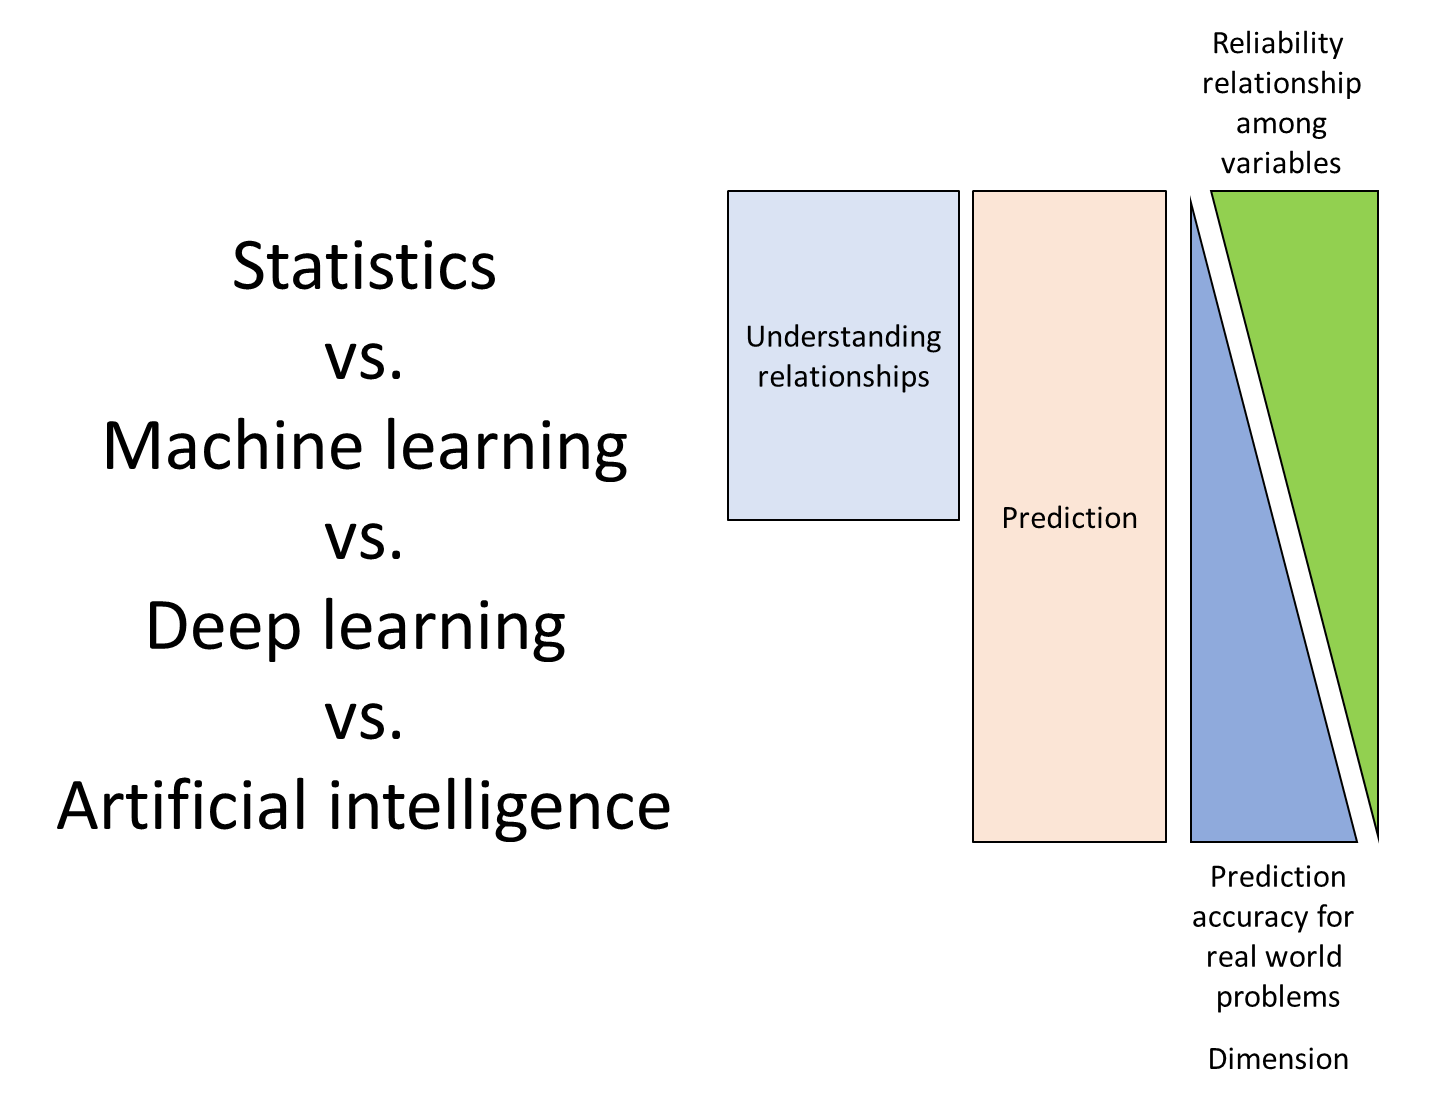 Statistics
vs.
Machine learning
vs.
Deep learning
vs.
Artificial intelligence
Understanding
relationships
Prediction
Reliability
relationship
among
variables
Prediction
accuracy for
real world
problems
Dimension